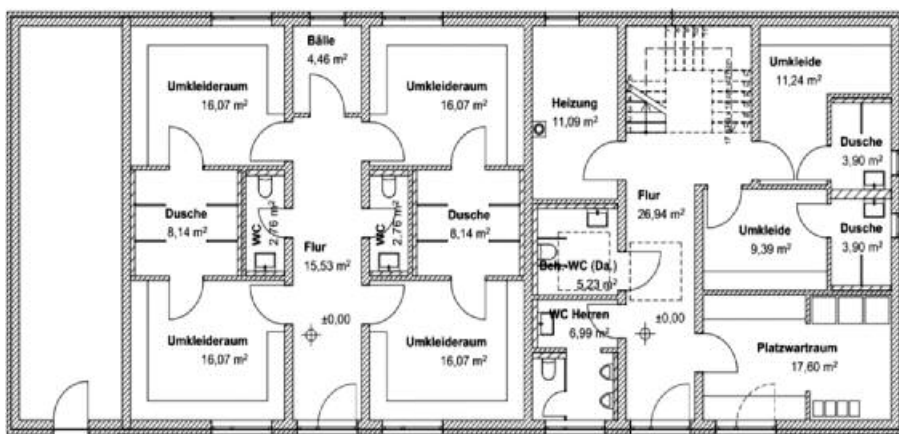 Bälle
4,46 m²
Umkleideraum
16,07 m²
Umkleideraum
16,07 m²
Heizung
11,09 m²
Umkleide
11,24 m²
Dusche
3,90 m²
Dusche
8,14 m²
WC
2,76 m²
Flur
15,53 m²
WC
2,76 m²
Dusche
8,14 m²
Flur
26,94 m²
Umkleide
9,39 m²
Dusche
3,90 m²
Beh.-WC (Da.)
5,23 m²
WC Herren
6,99 m²
±0,00
±0,00
Umkleideraum
16,07 m²
Umkleideraum
16,07 m²
Platzwartraum
17,60 m²